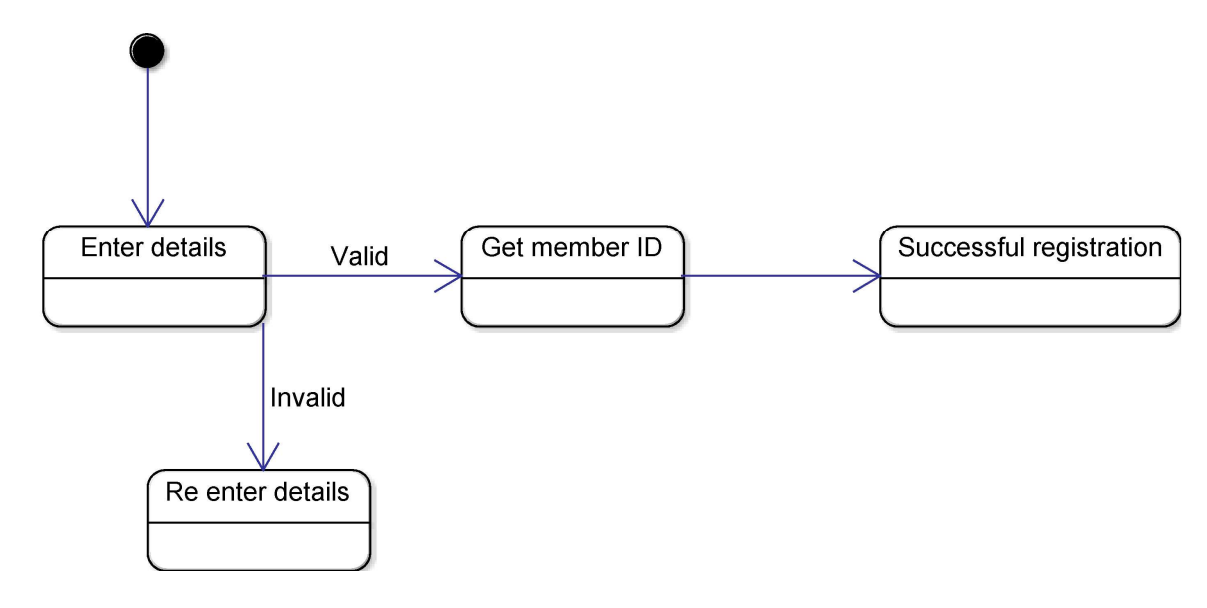 Enter details
Valid
Get member ID
Successful registration
Invalid
Re enter details